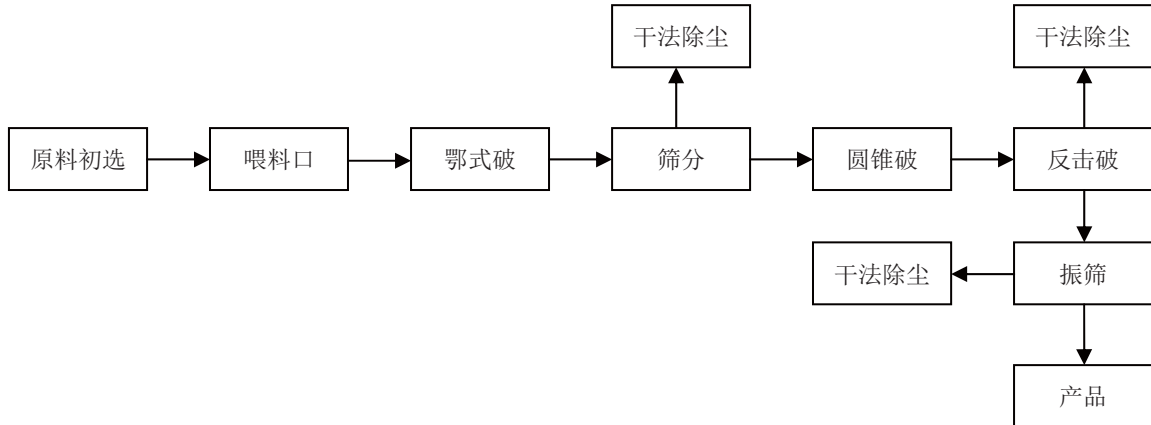 干法除尘
干法除尘
原料初选
喂料口
鄂式破
筛分
圆锥破
反击破
干法除尘
振筛
产品